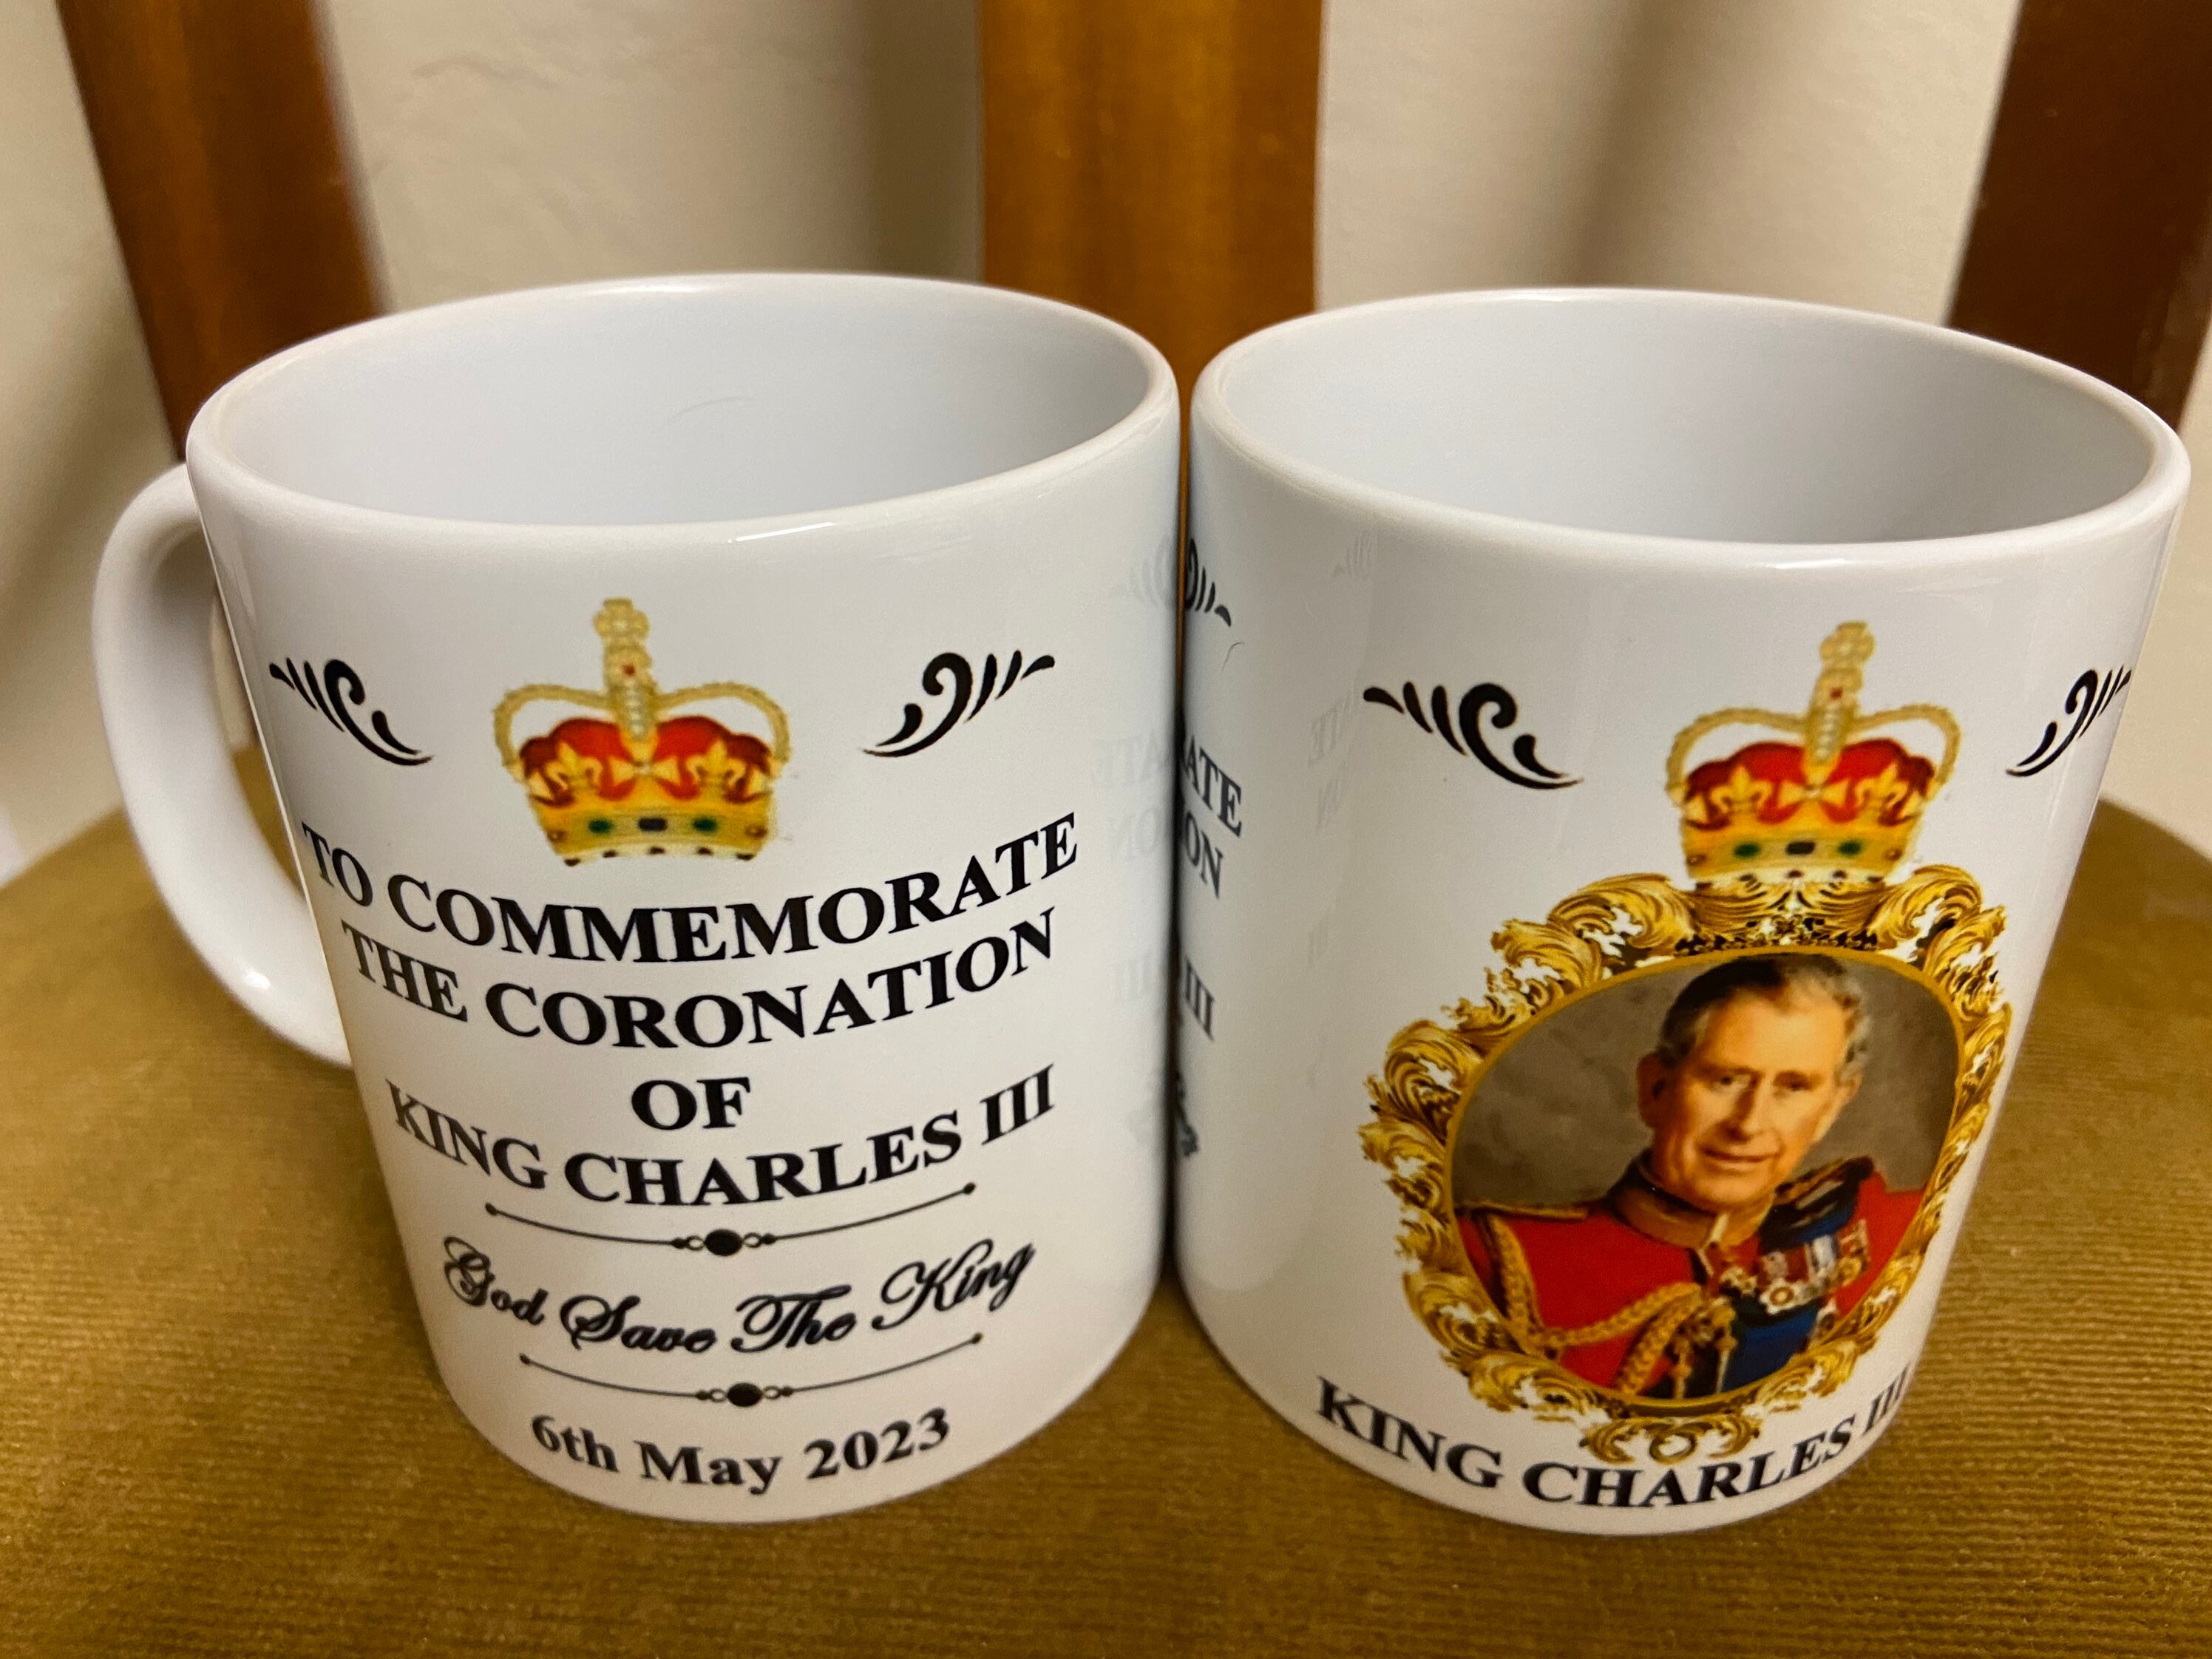 TO COMMEMORATE
THE CORONATION
OF
KING CHARLES III
God Save The King
6th May 2023
KING CHARLES III